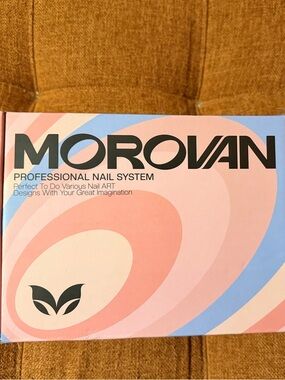 MOROVAN
PROFESSIONAL NAIL SYSTEM
Perfect To Do Various Nail ART
Designs With Your Great Imagination